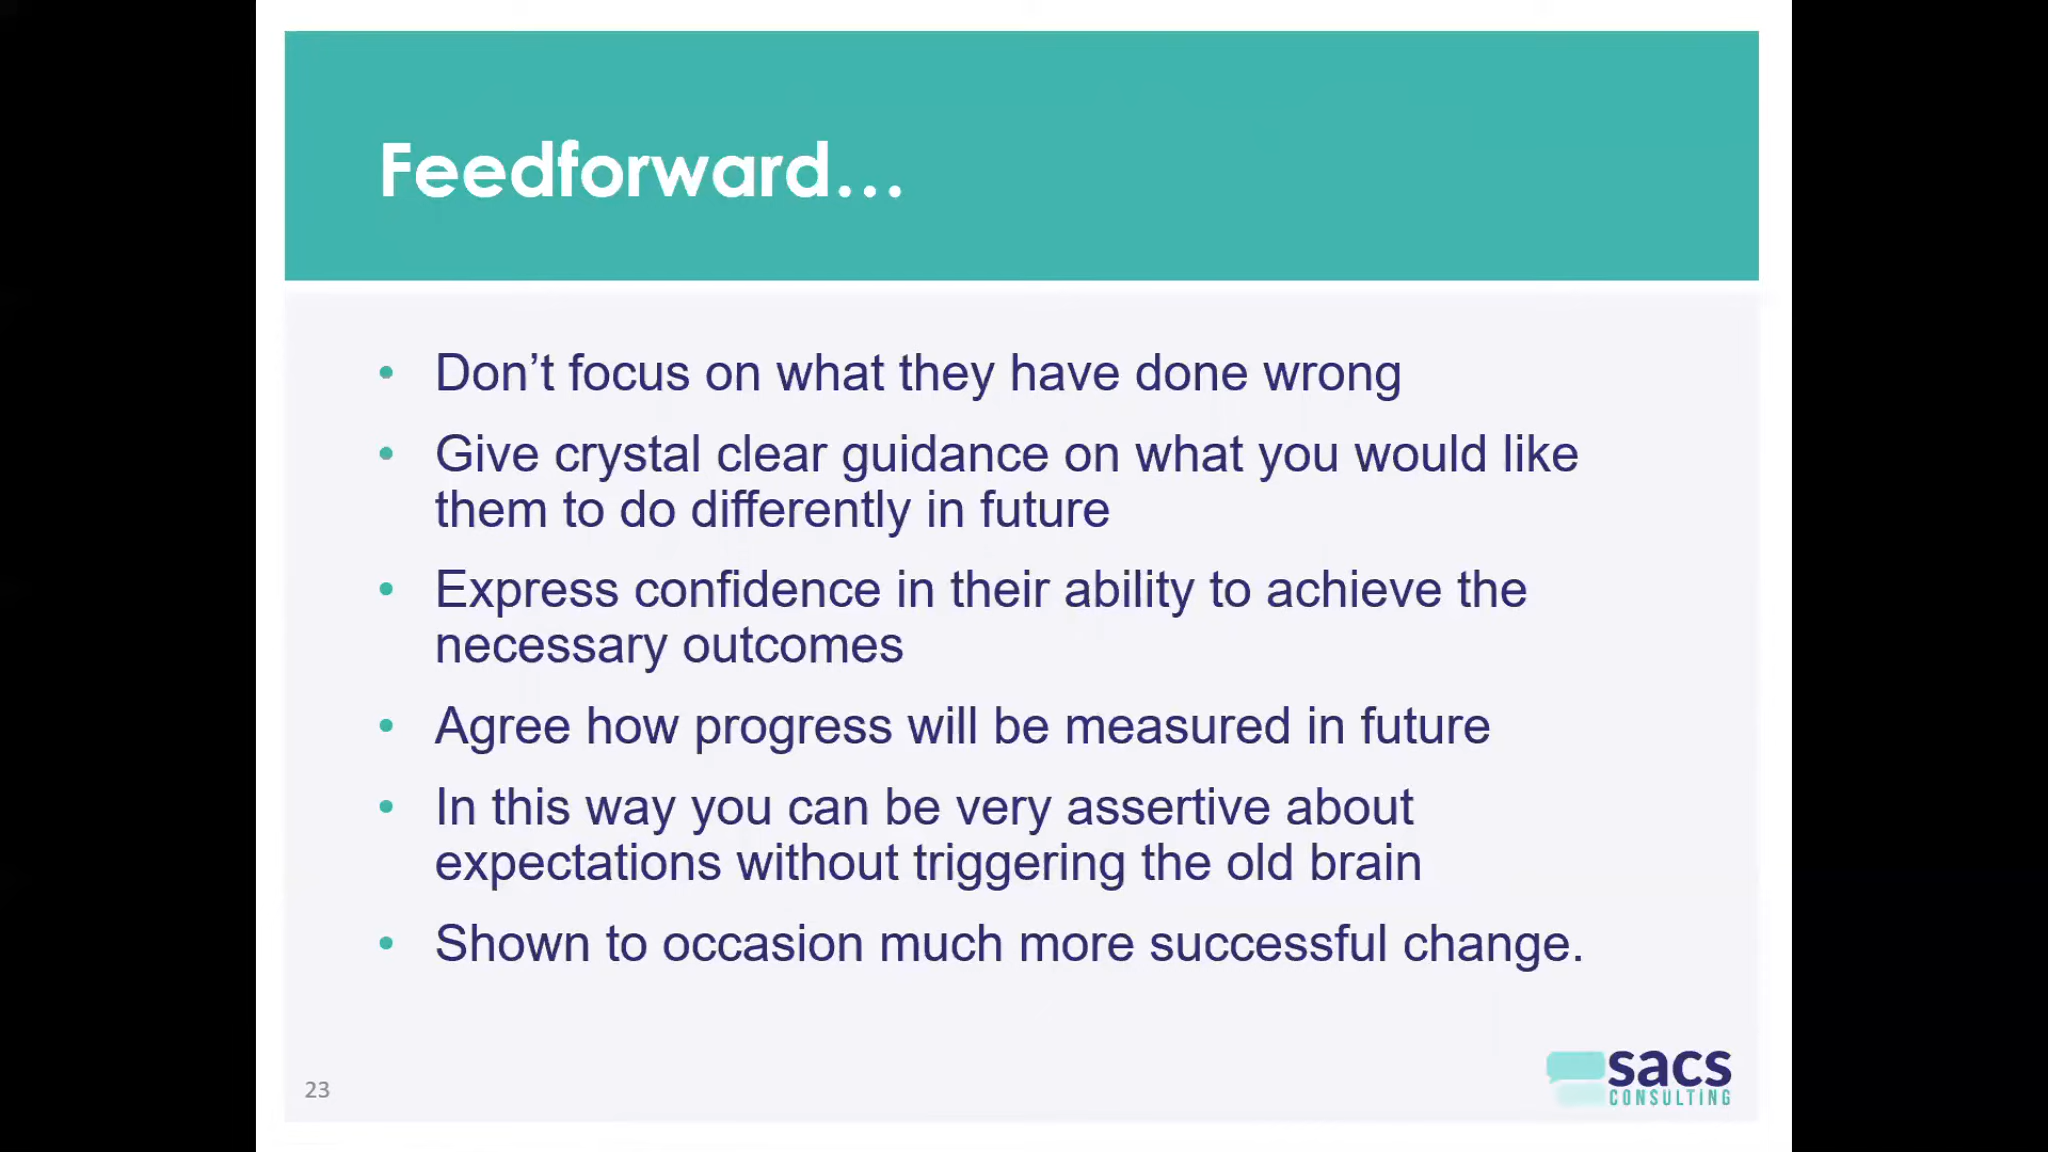 Feedforward...
• Don’t focus on what they have done wrong
• Give crystal clear guidance on what you would like
them to do differently in future
• Express confidence in their ability to achieve the
necessary outcomes
• Agree how progress will be measured in future
• In this way you can be very assertive about
expectations without triggering the old brain
• Shown to occasion much more successful change.
sacs
CONSULTING
23